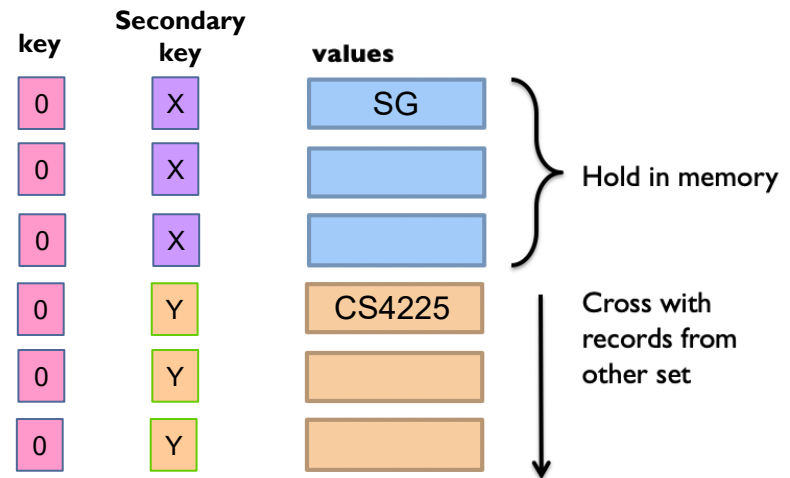 key
Secondary
key
values
0
X
SG
0
X
0
X
Hold in memory
0
Y
CS4225
0
Y
0
Y
Cross with
records from
other set